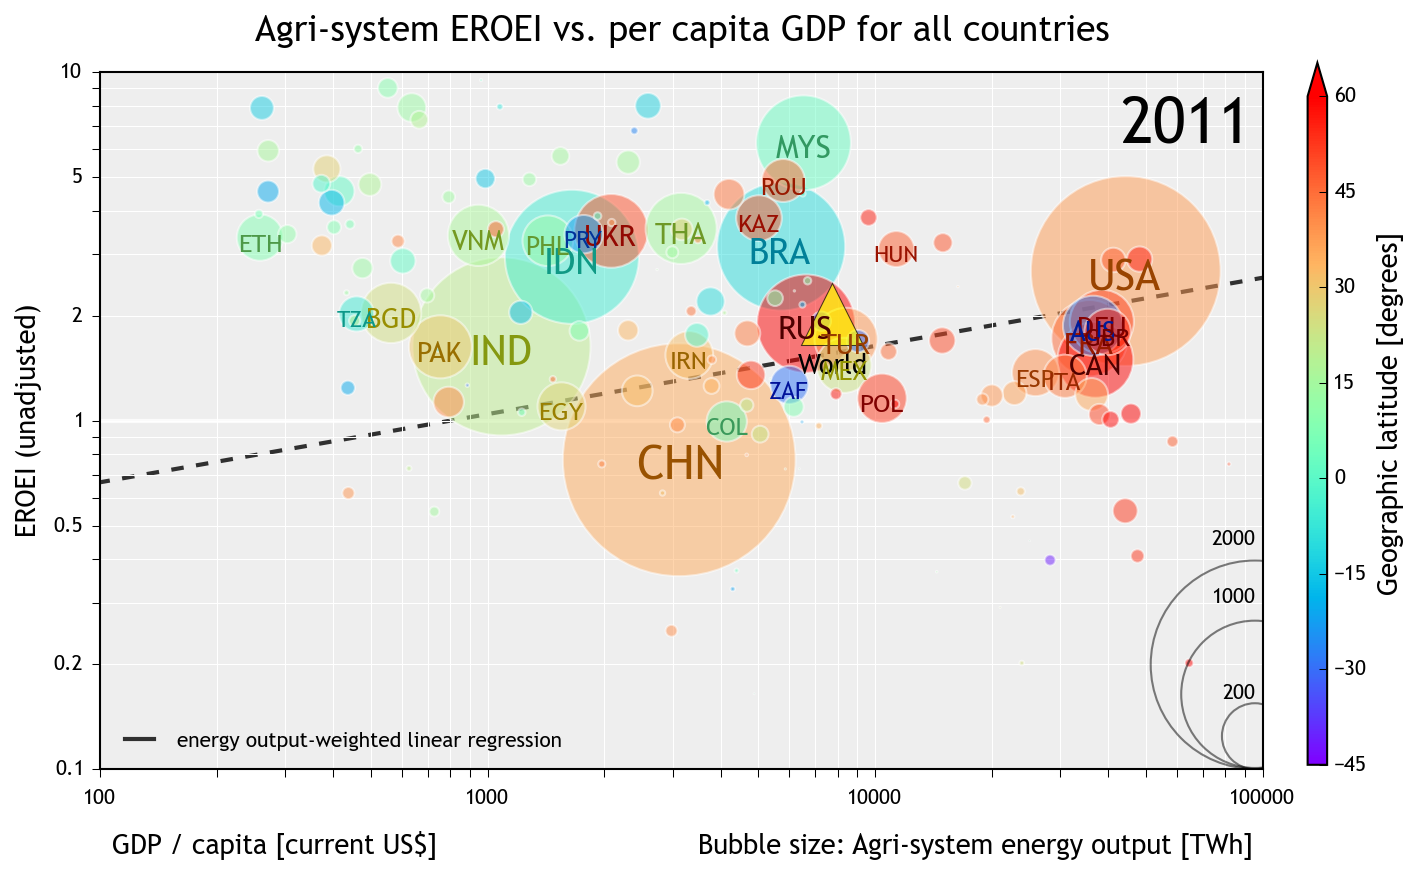 Agri-system EROEI vs. per capita GDP for all countries
2011
10
5
2
1
0.5
0.2
0.1
EROEI (unadjusted)
MYS
ROU
KAZ
ETH
VNM
PHL
PRY
UKR
IDN
THA
BRA
HUN
USA
TZA
BGD
PAK
IND
IRN
EGY
RUS
World
TUR
MEX
ZAF
POL
COL
CHN
AUS
DEU
GBR
FRA
CAN
ESP
ITA
2000
1000
200
energy output-weighted linear regression
100
1000
10000
100000
GDP / capita [current US$]
Bubble size: Agri-system energy output [TWh]
60
45
30
15
0
−15
−30
−45
Geographic latitude [degrees]